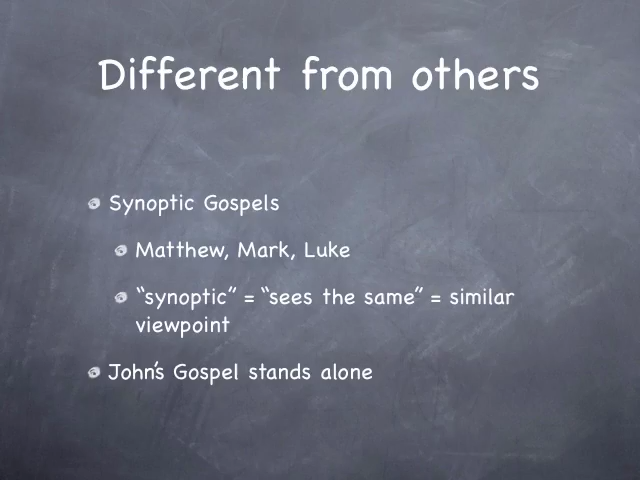 Different from others
Synoptic Gospels
Matthew, Mark, Luke
“synoptic” = “sees the same” = similar
viewpoint
John’s Gospel stands alone